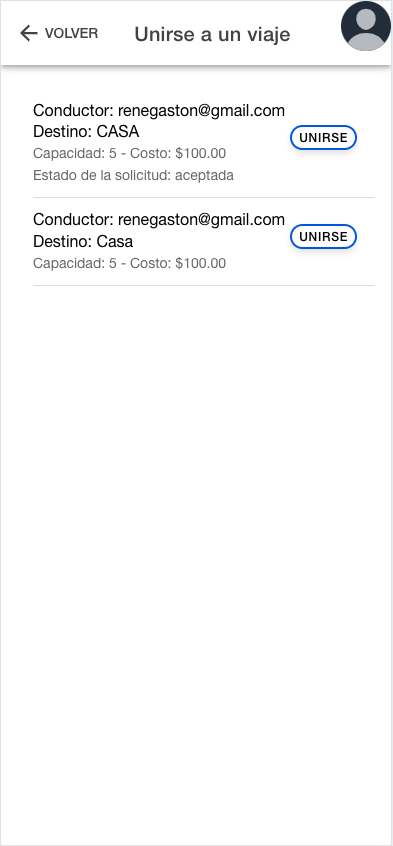 VOLVER
Unirse a un viaje
Conductor: renegaston@gmail.com
Destino: CASA
Capacidad: 5 - Costo: $100.00
Estado de la solicitud: aceptada
UNIRSE
Conductor: renegaston@gmail.com
Destino: Casa
Capacidad: 5 - Costo: $100.00
UNIRSE